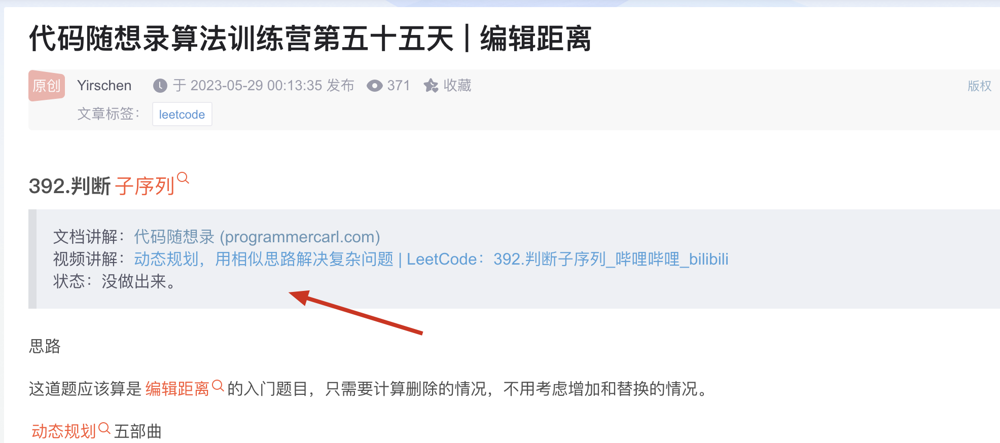 代码随想录算法训练营第五十五天 | 编辑距离
原创 Yirschen 于 2023-05-29 00:13:35 发布 371 收藏 版权
文章标签： leetcode
392.判断 子序列
文档讲解：代码随想录 (programmercarl.com)
视频讲解：动态规划，用相似思路解决复杂问题 | LeetCode：392.判断子序列_哔哩哔哩_bilibili
状态：没做出来。
思路
这道题应该算是 编辑距离 的入门题目，只需要计算删除的情况，不用考虑增加和替换的情况。
动态规划 五部曲